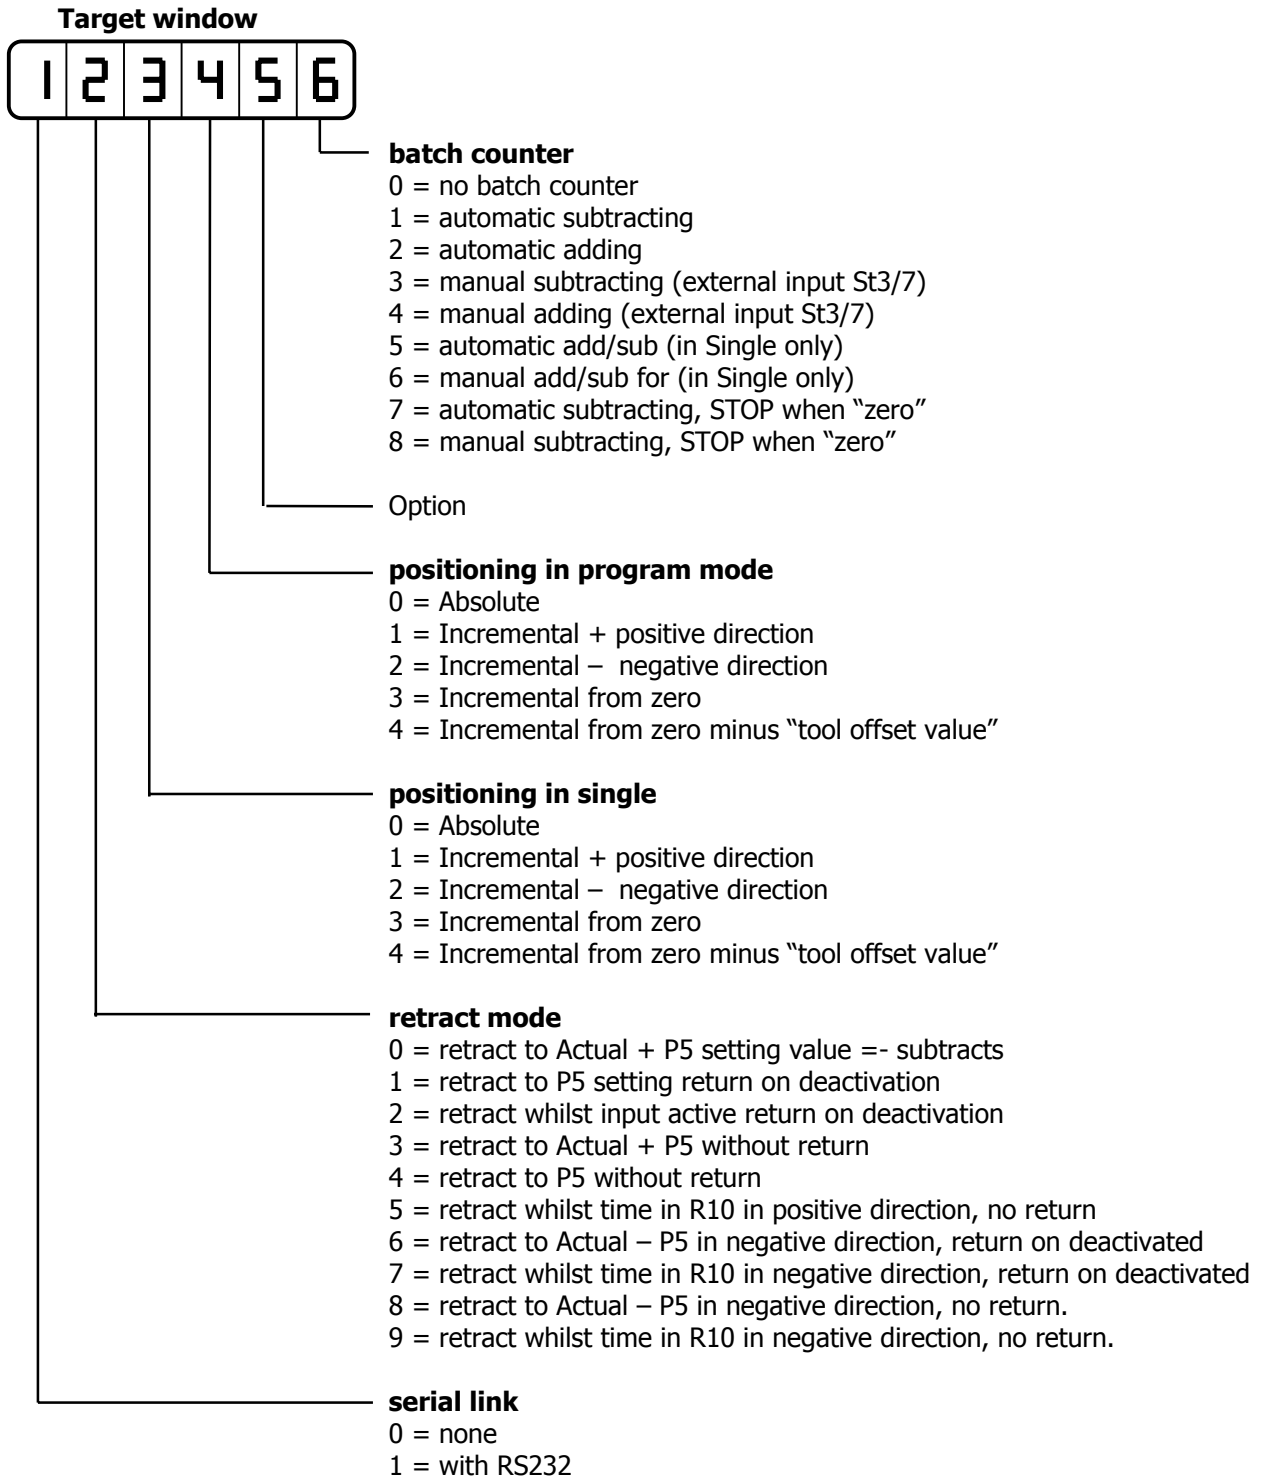 Target window
1 2 3 4 5 6
batch counter
0 = no batch counter
1 = automatic subtracting
2 = automatic adding
3 = manual subtracting (external input St3/7)
4 = manual adding (external input St3/7)
5 = automatic add/sub (in Single only)
6 = manual add/sub for (in Single only)
7 = automatic subtracting, STOP when “zero”
8 = manual subtracting, STOP when “zero”
Option
positioning in program mode
0 = Absolute
1 = Incremental + positive direction
2 = Incremental – negative direction
3 = Incremental from zero
4 = Incremental from zero minus “tool offset value”
positioning in single
0 = Absolute
1 = Incremental + positive direction
2 = Incremental – negative direction
3 = Incremental from zero
4 = Incremental from zero minus “tool offset value”
retract mode
0 = retract to Actual + P5 setting value =- subtracts
1 = retract to P5 setting return on deactivation
2 = retract whilst input active return on deactivation
3 = retract to Actual + P5 without return
4 = retract to P5 without return
5 = retract whilst time in R10 in positive direction, no return
6 = retract to Actual – P5 in negative direction, return on deactivated
7 = retract whilst time in R10 in negative direction, return on deactivated
8 = retract to Actual – P5 in negative direction, no return.
9 = retract whilst time in R10 in negative direction, no return.
serial link
0 = none
1 = with RS232